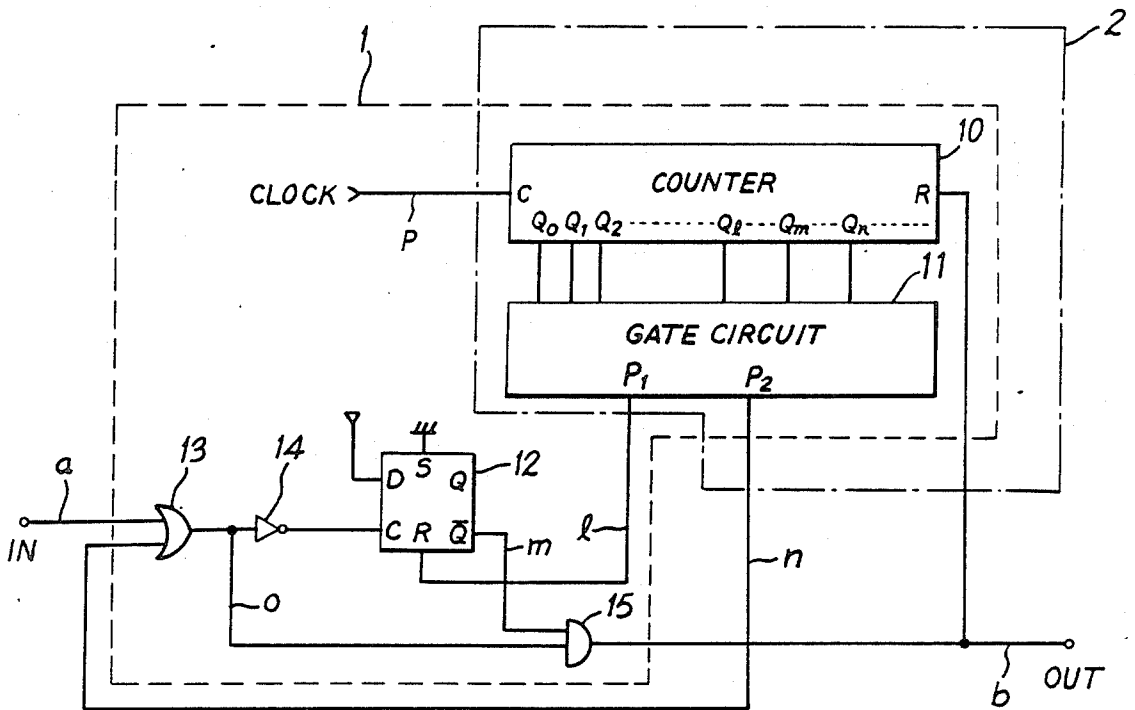 1
2
10
CLOCK
P
C
COUNTER
R
Q0 Q1 Q2 -------- Ql ---- Qm ---- Qn --------
11
GATE CIRCUIT
P1
P2
13
14
12
D
S
Q
a
IN
C
R
Q̅
l
m
n
o
15
b
OUT